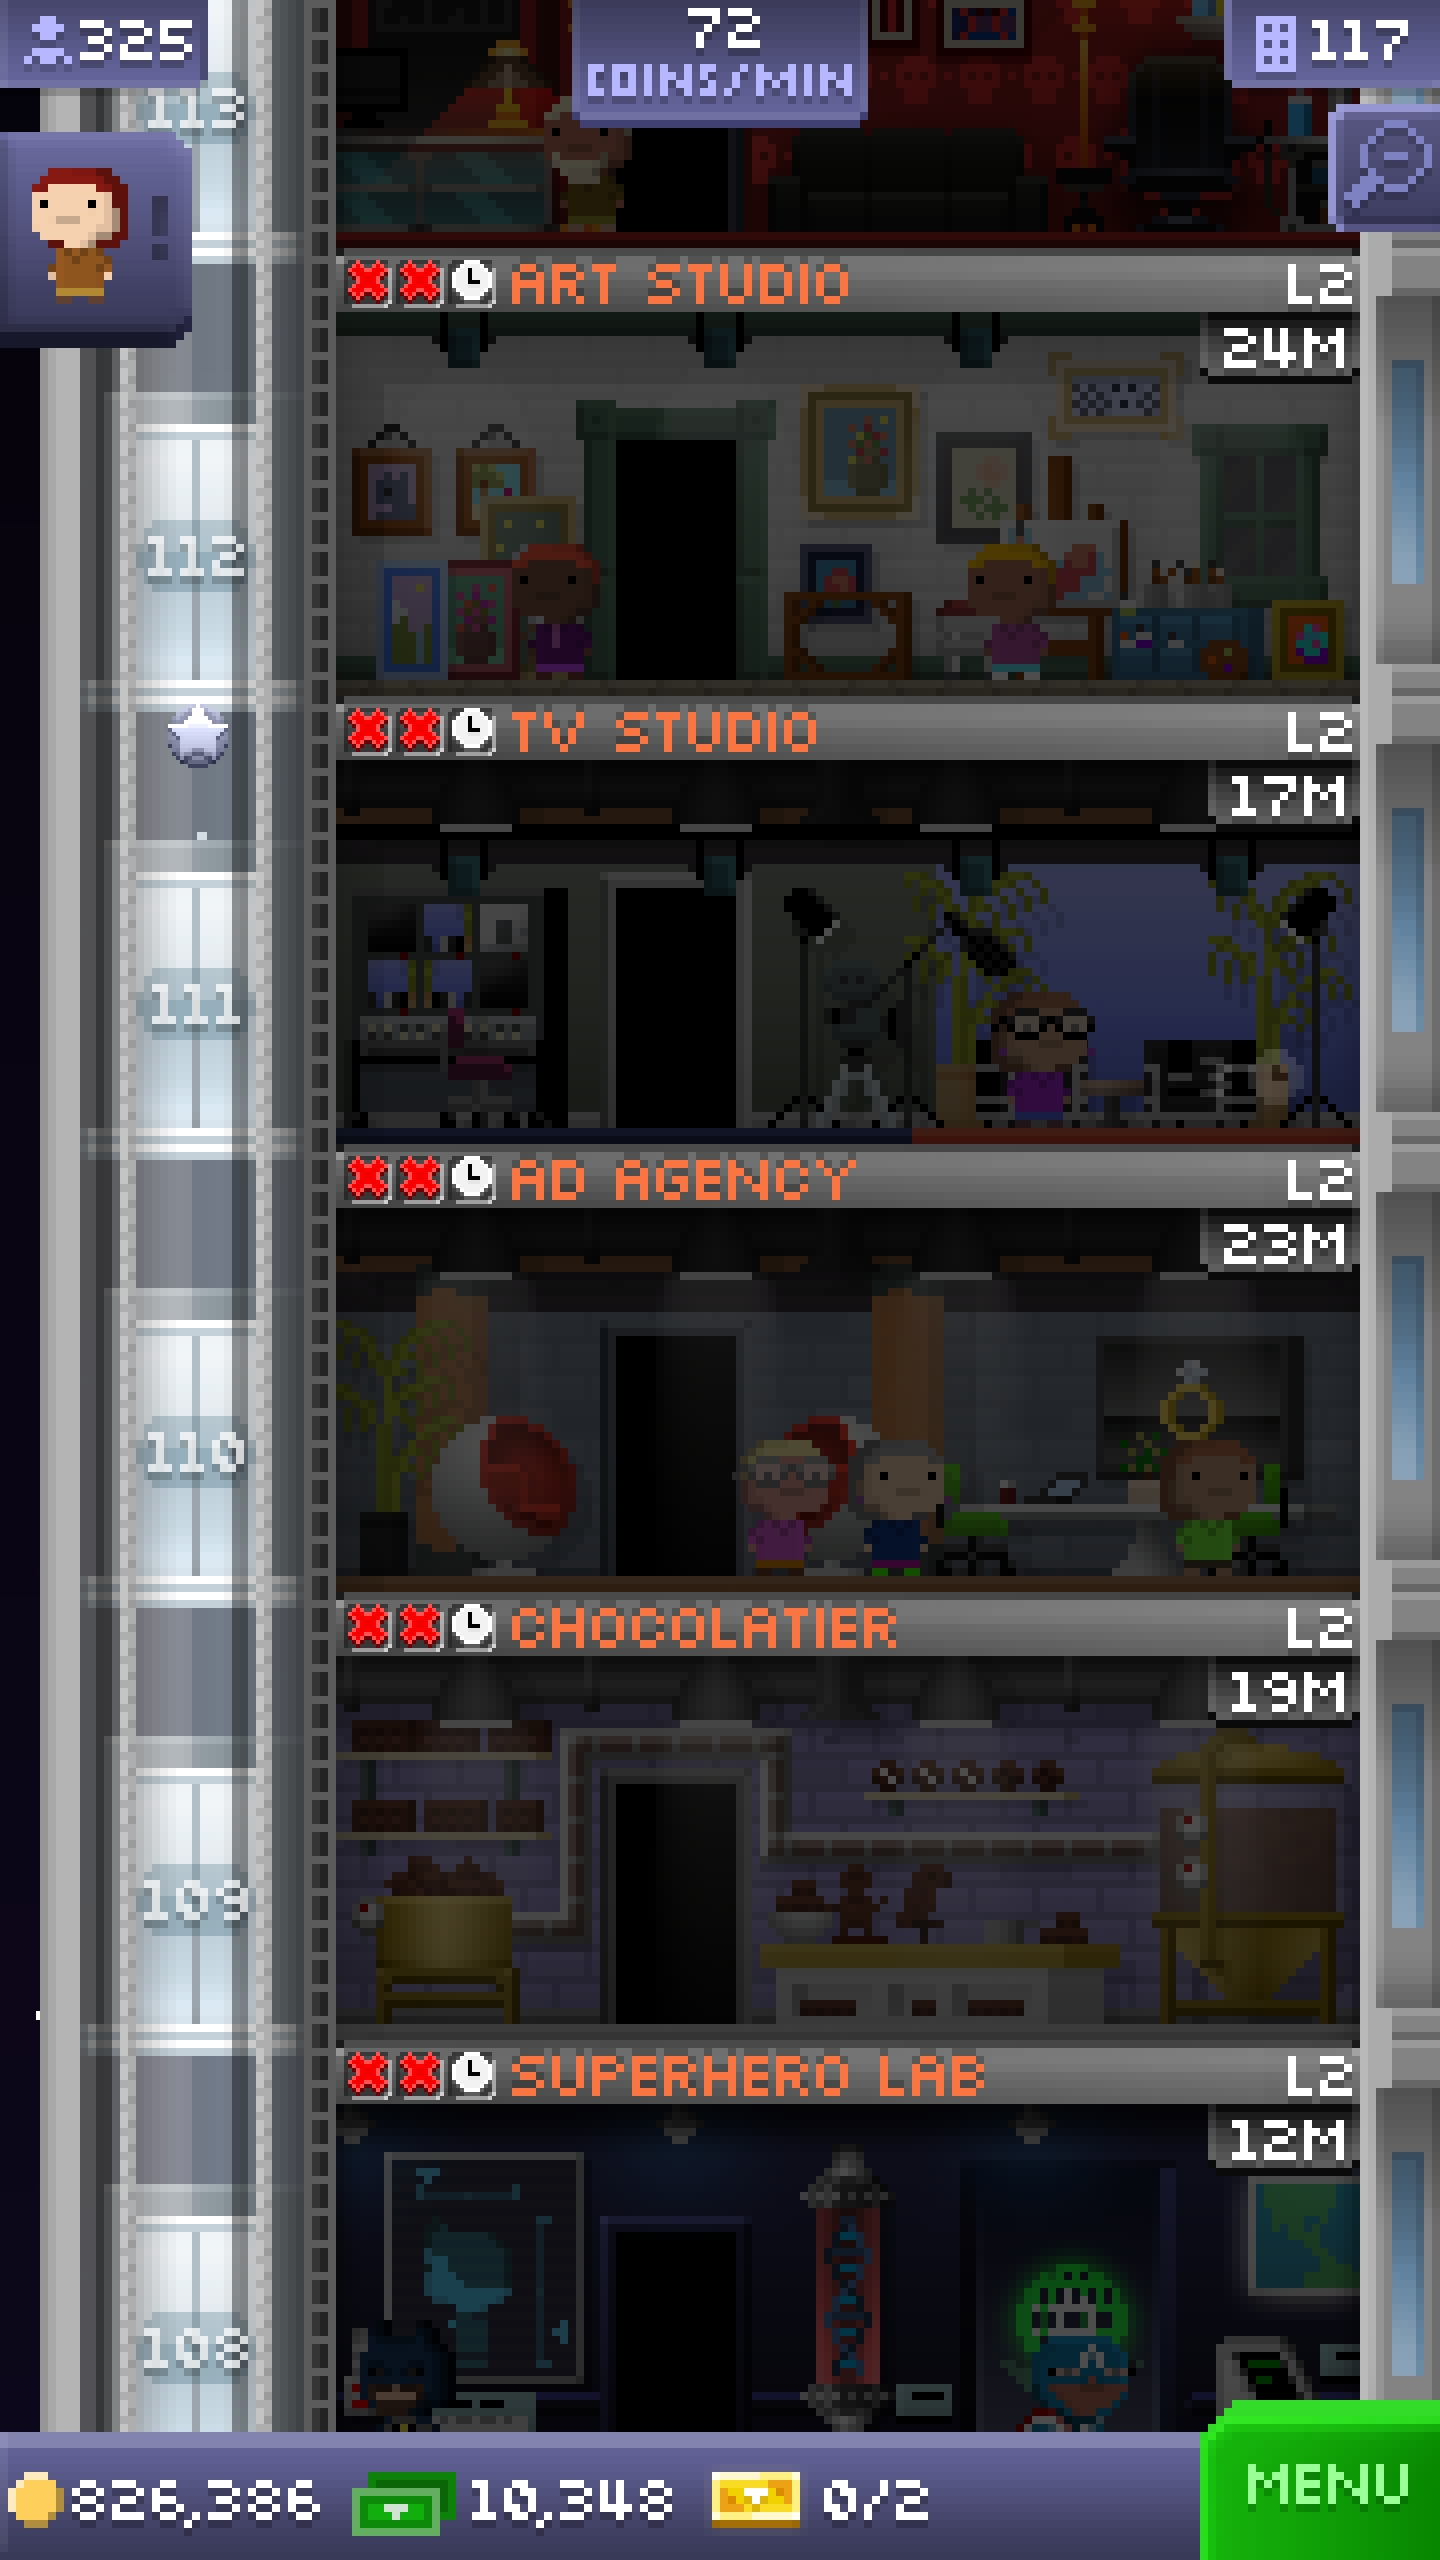 325
72
COINS/MIN
117
113
ART STUDIO
L2
24M
112
TV STUDIO
L2
17M
111
AD AGENCY
L2
23M
110
CHOCOLATIER
L2
19M
109
SUPERHERO LAB
L2
12M
108
826,386
10,348
0/2
MENU